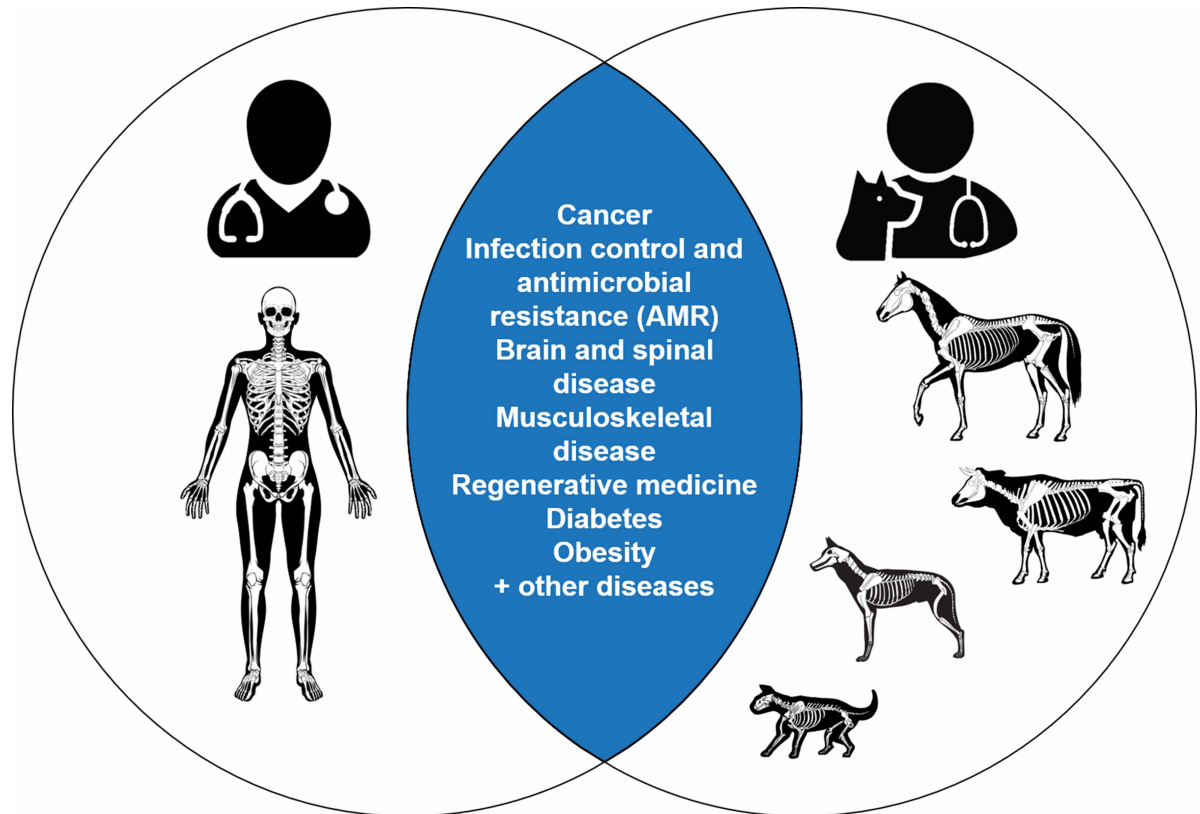 Cancer
Infection control and
antimicrobial
resistance (AMR)
Brain and spinal
disease
Musculoskeletal
disease
Regenerative medicine
Diabetes
Obesity
+ other diseases